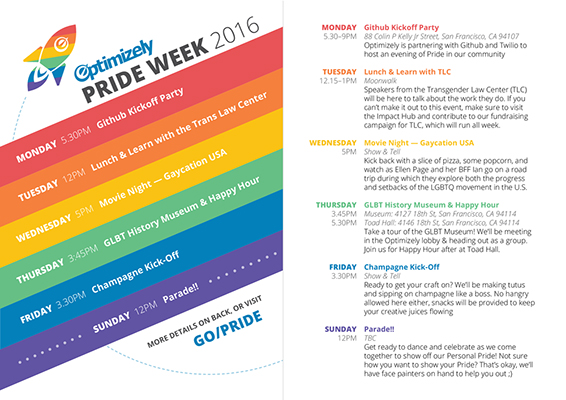 Optimizely
PRIDE WEEK 2016
MONDAY 5.30PM Github Kickoff Party
TUESDAY 12PM Lunch & Learn with the Trans Law Center
WEDNESDAY 5PM Movie Night — Gaycation USA
THURSDAY 3:45PM GLBT History Museum & Happy Hour
FRIDAY 3.30PM Champagne Kick-Off
SUNDAY 12PM Parade!!
MORE DETAILS ON BACK, OR VISIT
GO/PRIDE
MONDAY Github Kickoff Party
5.30–9PM 88 Colin P Kelly Jr Street, San Francisco, CA 94107
Optimizely is partnering with Github and Twilio to
host an evening of Pride in our community
TUESDAY Lunch & Learn with TLC
12.15–1PM Moonwalk
Speakers from the Transgender Law Center (TLC)
will be here to talk about the work they do. If you
can't make it out to this event, make sure to visit
the Impact Hub and contribute to our fundraising
campaign for TLC, which will run all week.
WEDNESDAY Movie Night — Gaycation USA
5PM Show & Tell
Kick back with a slice of pizza, some popcorn, and
watch as Ellen Page and her BFF Ian go on a road
trip during which they explore both the progress
and setbacks of the LGBTQ movement in the U.S.
THURSDAY GLBT History Museum & Happy Hour
3.45PM Museum: 4127 18th St, San Francisco, CA 94114
5.30PM Toad Hall: 4146 18th St, San Francisco, CA 94114
Take a tour of the GLBT Museum! We'll be meeting
in the Optimizely lobby & heading out as a group.
Join us for Happy Hour after at Toad Hall.
FRIDAY Champagne Kick-Off
3.30PM Show & Tell
Ready to get your craft on? We'll be making tutus
and sipping on champagne like a boss. No hangry
allowed here either, snacks will be provided to keep
your creative juices flowing
SUNDAY Parade!!
12PM TBC
Get ready to dance and celebrate as we come
together to show off our Personal Pride! Not sure
how you want to show your Pride? That's okay, we'll
have face painters on hand to help you out ;)